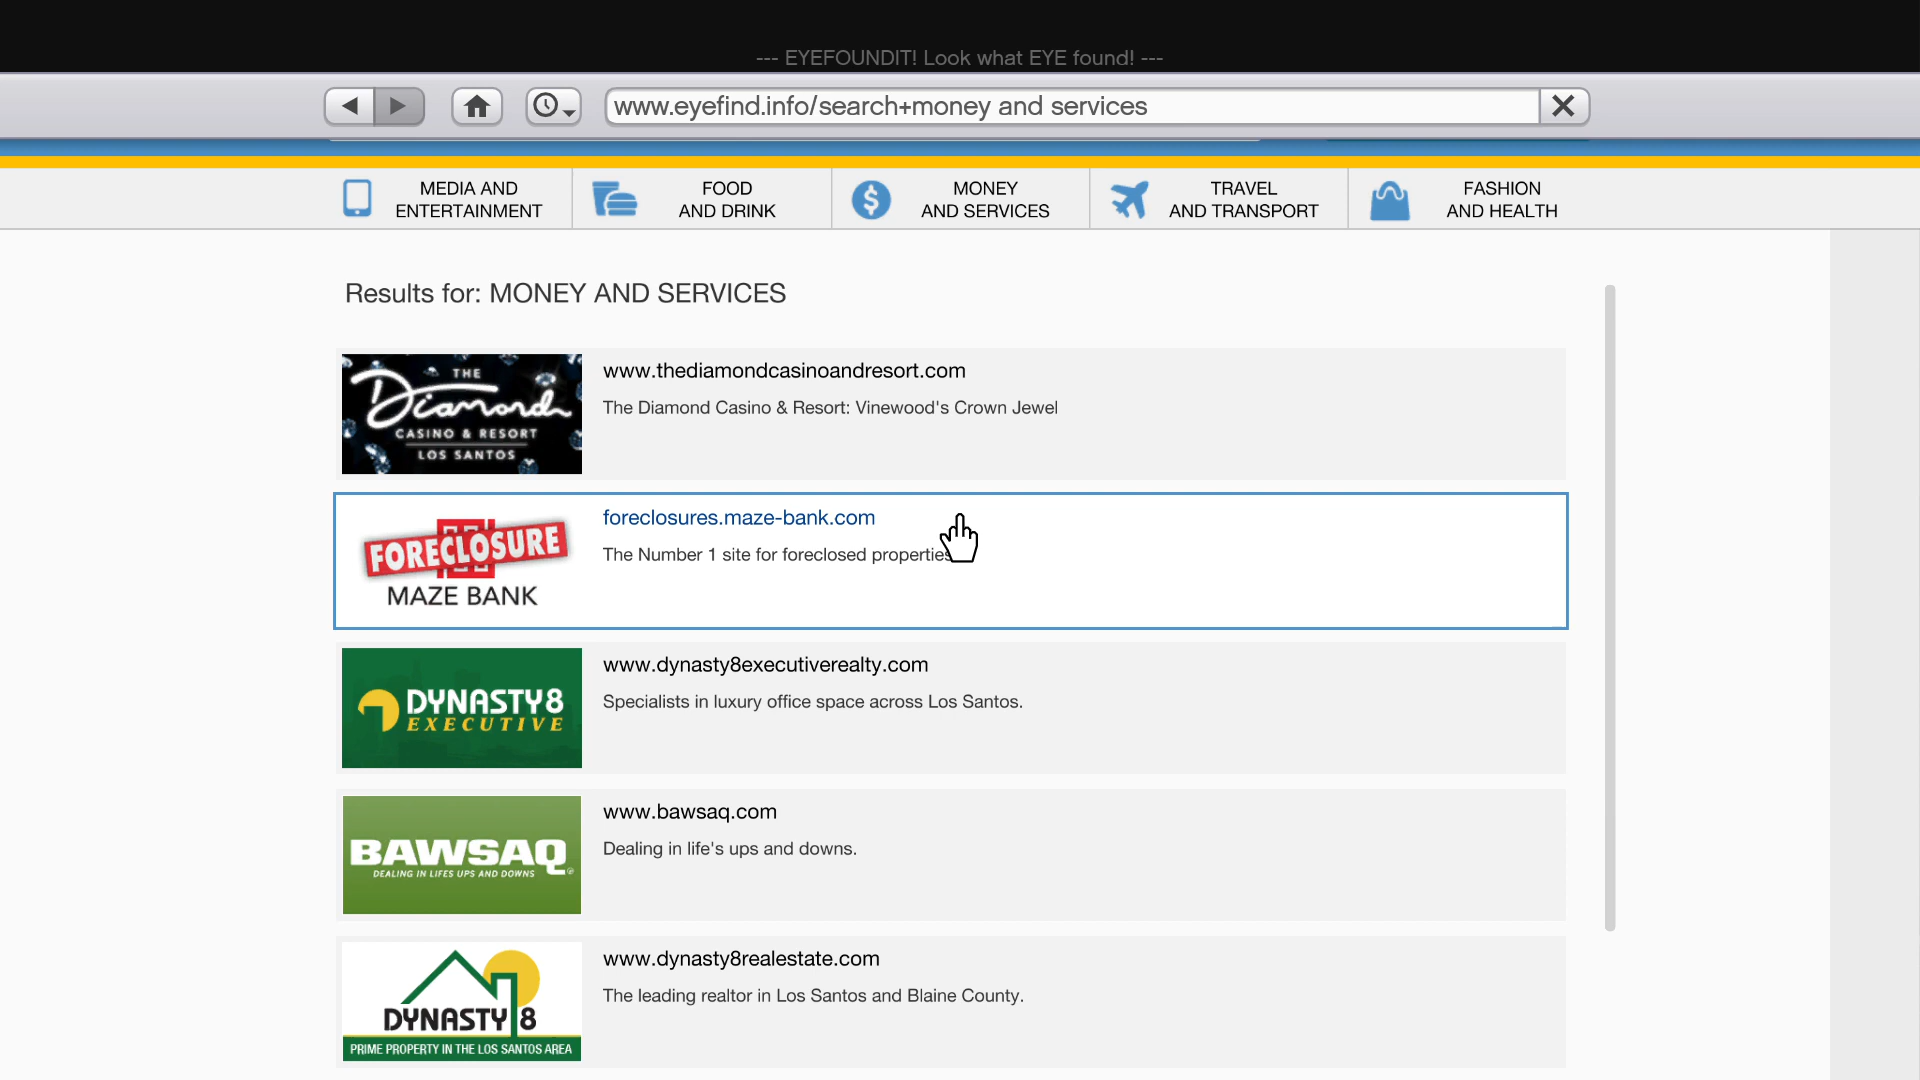 --- EYEFOUNDIT! Look what EYE found! ---
www.eyefind.info/search+money and services
MEDIA AND
ENTERTAINMENT
FOOD
AND DRINK
MONEY
AND SERVICES
TRAVEL
AND TRANSPORT
FASHION
AND HEALTH
Results for: MONEY AND SERVICES
THE
Diamond
CASINO & RESORT
LOS SANTOS
www.thediamondcasinoandresort.com
The Diamond Casino & Resort: Vinewood's Crown Jewel
FORECLOSURE
MAZE BANK
foreclosures.maze-bank.com
The Number 1 site for foreclosed properties
DYNASTY8
EXECUTIVE
www.dynasty8executiverealty.com
Specialists in luxury office space across Los Santos.
BAWSAQ
DEALING IN LIFES UPS AND DOWNS
www.bawsaq.com
Dealing in life's ups and downs.
DYNASTY 8
PRIME PROPERTY IN THE LOS SANTOS AREA
www.dynasty8realestate.com
The leading realtor in Los Santos and Blaine County.